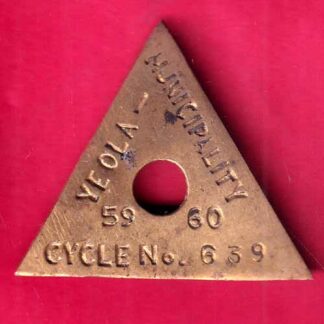 YEOLA-
MUNICIPALITY
59 60
CYCLE No. 639